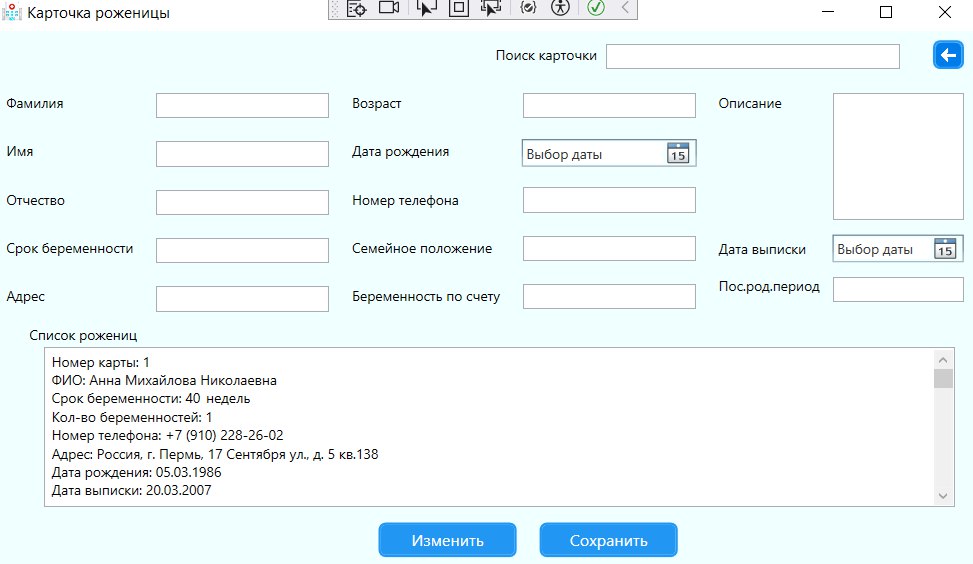 Карточка роженицы
Поиск карточки
Фамилия
Возраст
Описание
Имя
Дата рождения
Выбор даты
15
Отчество
Номер телефона
Срок беременности
Семейное положение
Дата выписки
Выбор даты
15
Адрес
Беременность по счету
Пос.род.период
Список рожениц
Номер карты: 1
ФИО: Анна Михайлова Николаевна
Срок беременности: 40 недель
Кол-во беременностей: 1
Номер телефона: +7 (910) 228-26-02
Адрес: Россия, г. Пермь, 17 Сентября ул., д. 5 кв.138
Дата рождения: 05.03.1986
Дата выписки: 20.03.2007
Изменить
Сохранить